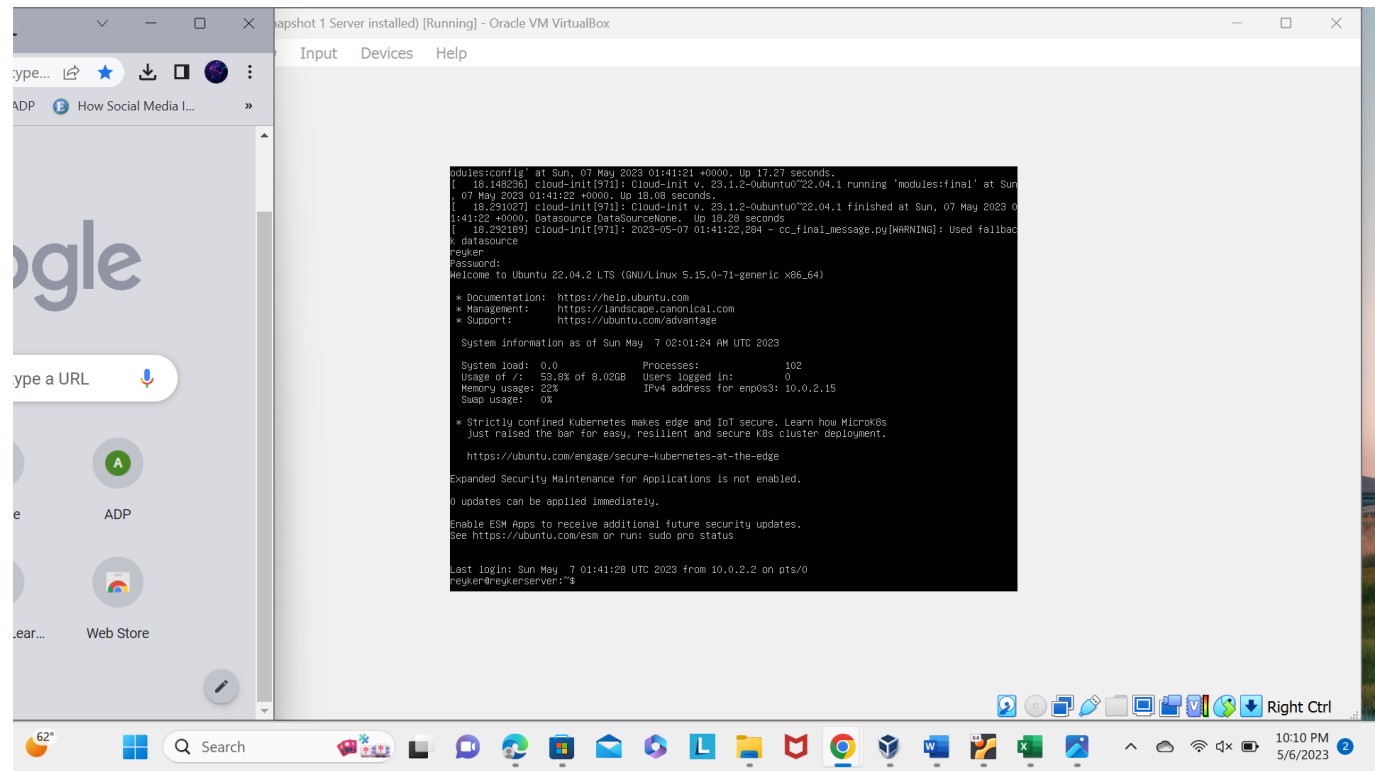 apshot 1 Server installed) [Running] - Oracle VM VirtualBox
Input Devices Help
type...
ADP How Social Media I... »
ogle
type a URL
A
ADP
e
Lear...
Web Store
odules:config' at Sun, 07 May 2023 01:41:21 +0000. Up 17.27 seconds.
[ 18.148236] cloud-init[971]: Cloud-init v. 23.1.2-0ubuntu0~22.04.1 running 'modules:final' at Sun
, 07 May 2023 01:41:22 +0000. Up 18.08 seconds.
[ 18.291027] cloud-init[971]: Cloud-init v. 23.1.2-0ubuntu0~22.04.1 finished at Sun, 07 May 2023 0
1:41:22 +0000. Datasource DataSourceNone. Up 18.28 seconds
[ 18.292189] cloud-init[971]: 2023-05-07 01:41:22,284 - cc_final_message.py[WARNING]: Used fallbac
k datasource
reyker
Password:
Welcome to Ubuntu 22.04.2 LTS (GNU/Linux 5.15.0-71-generic x86_64)
* Documentation: https://help.ubuntu.com
* Management: https://landscape.canonical.com
* Support: https://ubuntu.com/advantage
System information as of Sun May 7 02:01:24 AM UTC 2023
System load: 0.0 Processes: 102
Usage of /: 53.8% of 8.02GB Users logged in: 0
Memory usage: 22% IPv4 address for enp0s3: 10.0.2.15
Swap usage: 0%
* Strictly confined Kubernetes makes edge and IoT secure. Learn how MicroK8s
just raised the bar for easy, resilient and secure K8s cluster deployment.
https://ubuntu.com/engage/secure-kubernetes-at-the-edge
Expanded Security Maintenance for Applications is not enabled.
0 updates can be applied immediately.
Enable ESM Apps to receive additional future security updates.
See https://ubuntu.com/esm or run: sudo pro status
Last login: Sun May 7 01:41:28 UTC 2023 from 10.0.2.2 on pts/0
reyker@reykerserver:~$
Right Ctrl
62°
Search
10:10 PM
5/6/2023
2